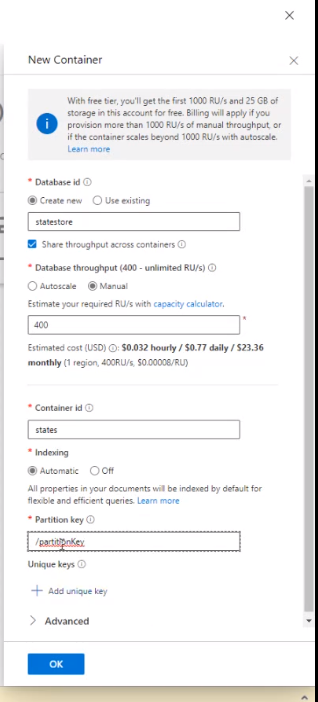 New Container
With free tier, you'll get the first 1000 RU/s and 25 GB of
storage in this account for free. Billing will apply if you
provision more than 1000 RU/s of manual throughput, or
if the container scales beyond 1000 RU/s with autoscale.
Learn more
* Database id
Create new Use existing
statestore
Share throughput across containers
* Database throughput (400 - unlimited RU/s)
Autoscale Manual
Estimate your required RU/s with capacity calculator.
400 *
Estimated cost (USD) : $0.032 hourly / $0.77 daily / $23.36
monthly (1 region, 400RU/s, $0.00008/RU)
* Container id
states
* Indexing
Automatic Off
All properties in your documents will be indexed by default for
flexible and efficient queries. Learn more
* Partition key
/partitionKey
Unique keys
+ Add unique key
Advanced
OK